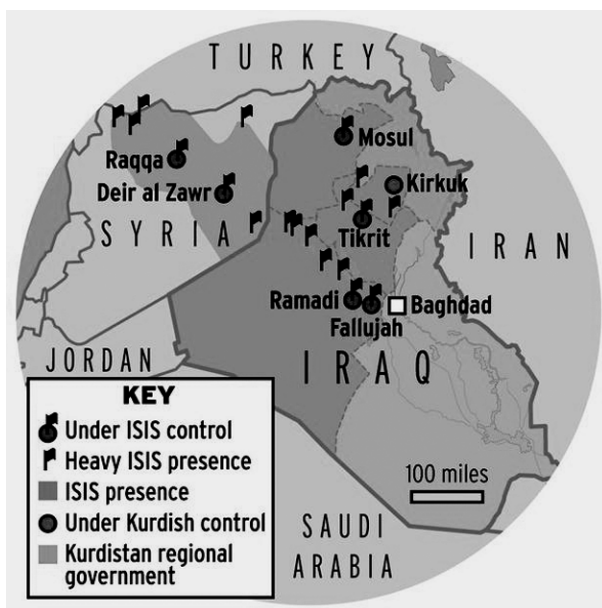 TURKEY
Mosul
Raqqa
Kirkuk
Deir al Zawr
SYRIA
Tikrit
IRAN
Ramadi
Baghdad
Fallujah
JORDAN
IRAQ
KEY
Under ISIS control
Heavy ISIS presence
ISIS presence
Under Kurdish control
Kurdistan regional
government
100 miles
SAUDI
ARABIA